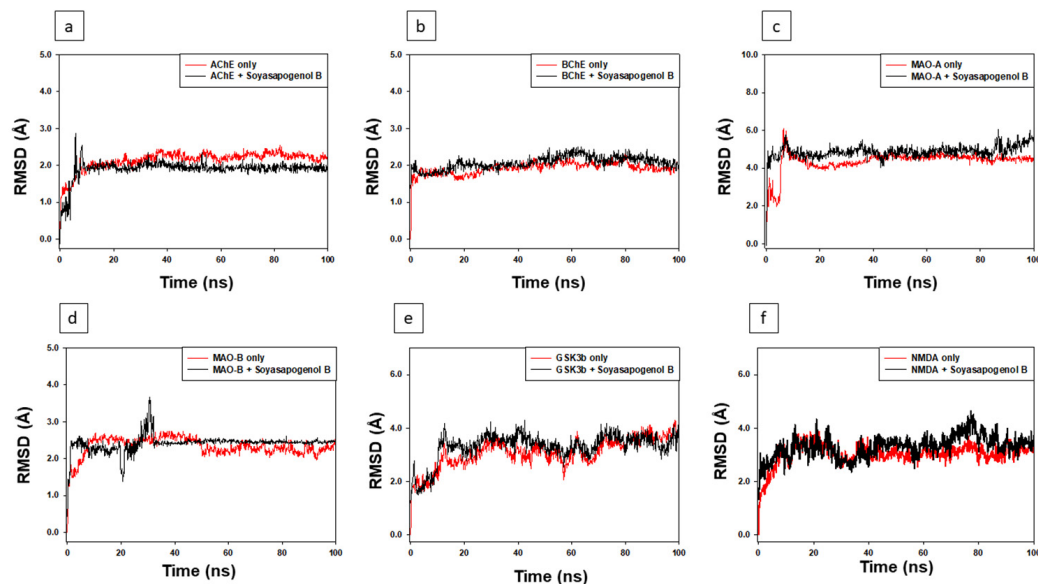 a
AChE only
AChE + Soyasapogenol B
RMSD (Å)
5.0
4.0
3.0
2.0
1.0
0.0
0
20
40
60
80
100
Time (ns)
b
BChE only
BChE + Soyasapogenol B
RMSD (Å)
5.0
4.0
3.0
2.0
1.0
0.0
0
20
40
60
80
100
Time (ns)
c
MAO-A only
MAO-A + Soyasapogenol B
RMSD (Å)
10.0
8.0
6.0
4.0
2.0
0.0
0
20
40
60
80
100
Time (ns)
d
MAO-B only
MAO-B + Soyasapogenol B
RMSD (Å)
5.0
4.0
3.0
2.0
1.0
0.0
0
20
40
60
80
100
Time (ns)
e
GSK3b only
GSK3b + Soyasapogenol B
RMSD (Å)
6.0
4.0
2.0
0.0
0
20
40
60
80
100
Time (ns)
f
NMDA only
NMDA + Soyasapogenol B
RMSD (Å)
6.0
4.0
2.0
0.0
0
20
40
60
80
100
Time (ns)